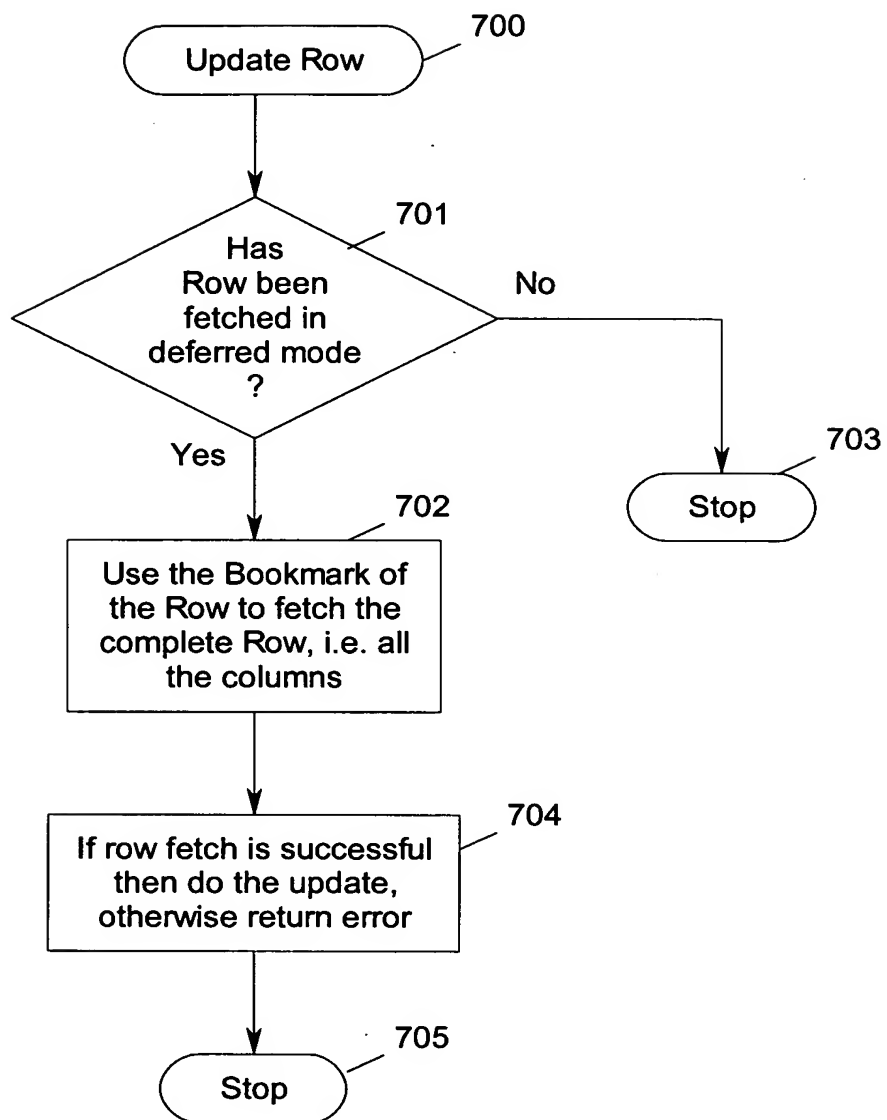 700
Update Row
701
Has
Row been
fetched in
deferred mode
?
No
Yes
703
Stop
702
Use the Bookmark of
the Row to fetch the
complete Row, i.e. all
the columns
704
If row fetch is successful
then do the update,
otherwise return error
705
Stop